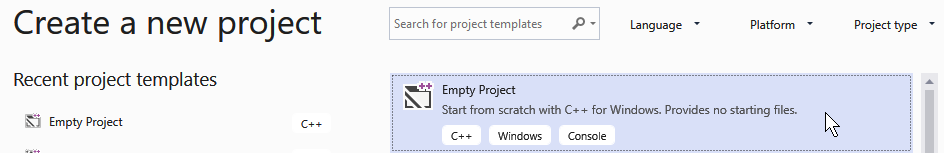 Create a new project
Search for project templates
Language
Platform
Project type
Recent project templates
Empty Project
C++
Empty Project
Start from scratch with C++ for Windows. Provides no starting files.
C++ Windows Console